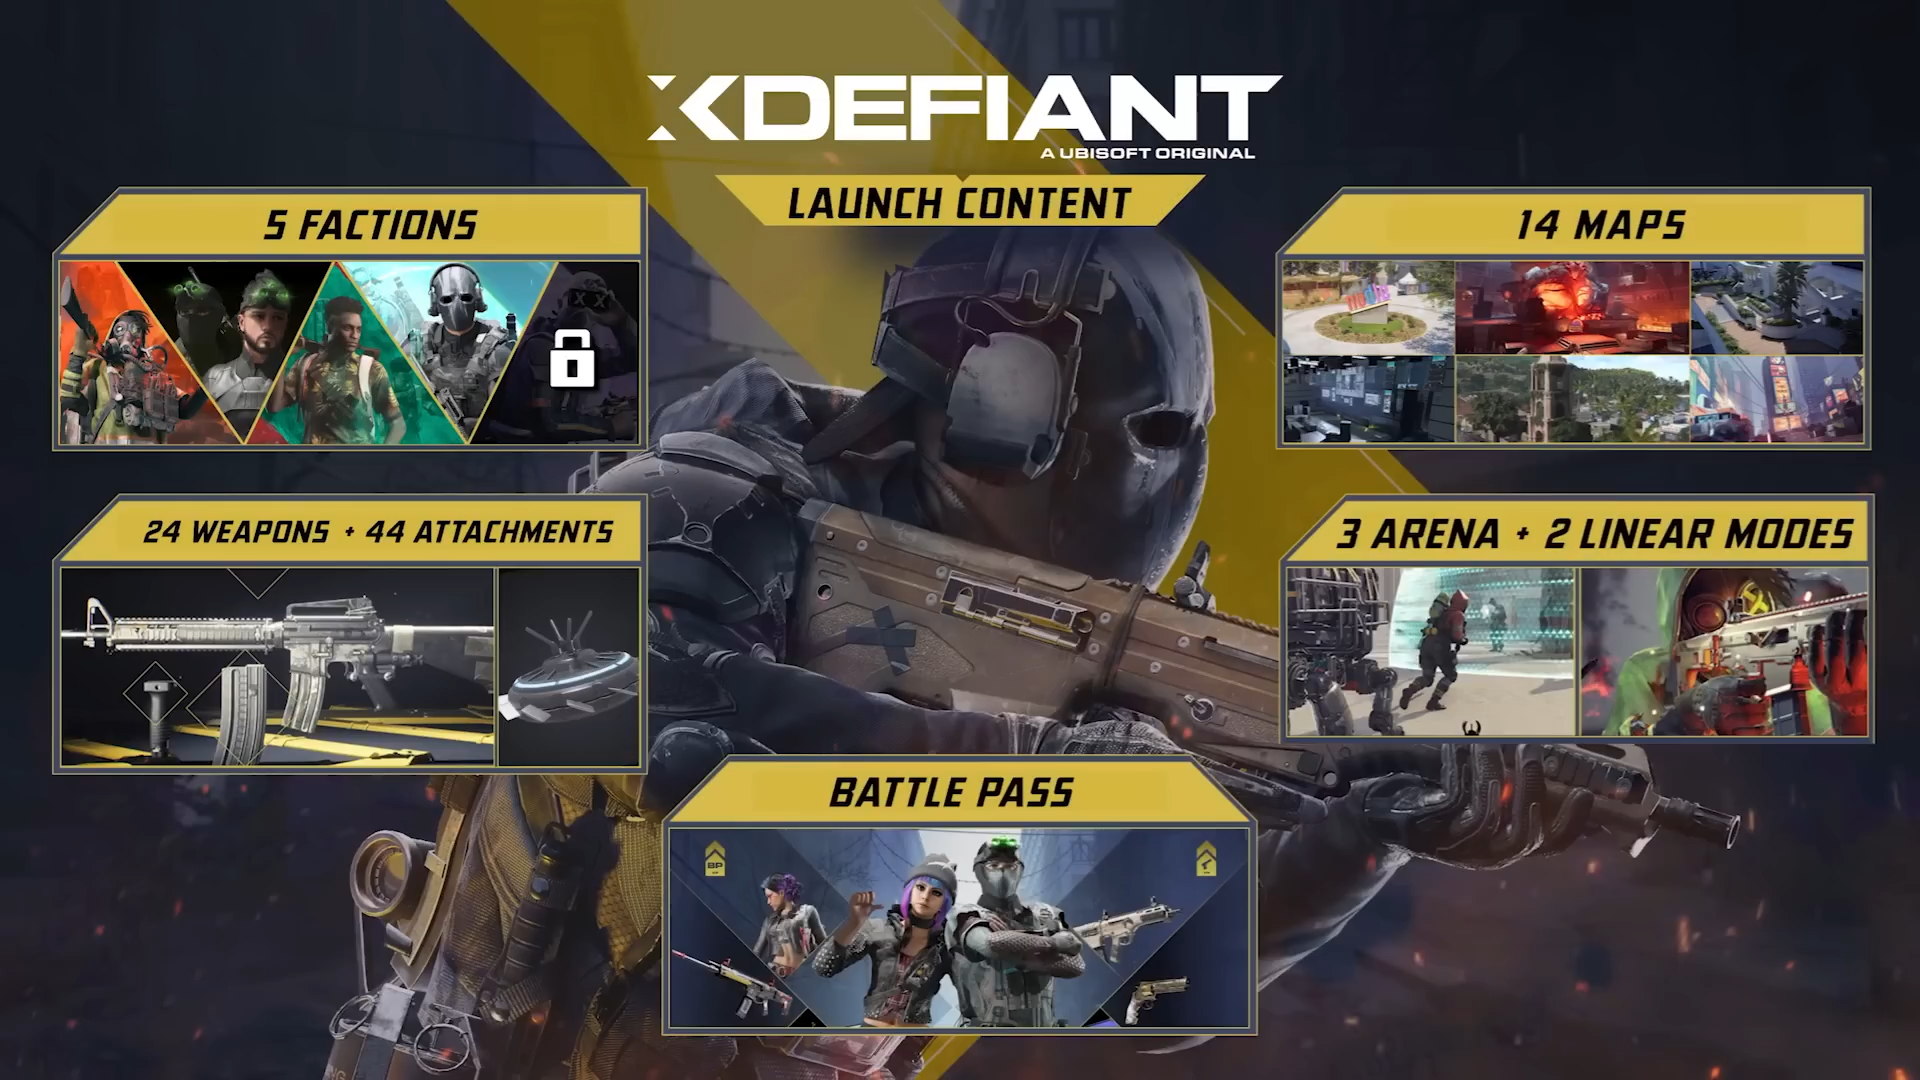 XDEFIANT
A UBISOFT ORIGINAL
LAUNCH CONTENT
5 FACTIONS
14 MAPS
24 WEAPONS + 44 ATTACHMENTS
3 ARENA + 2 LINEAR MODES
BATTLE PASS
BP